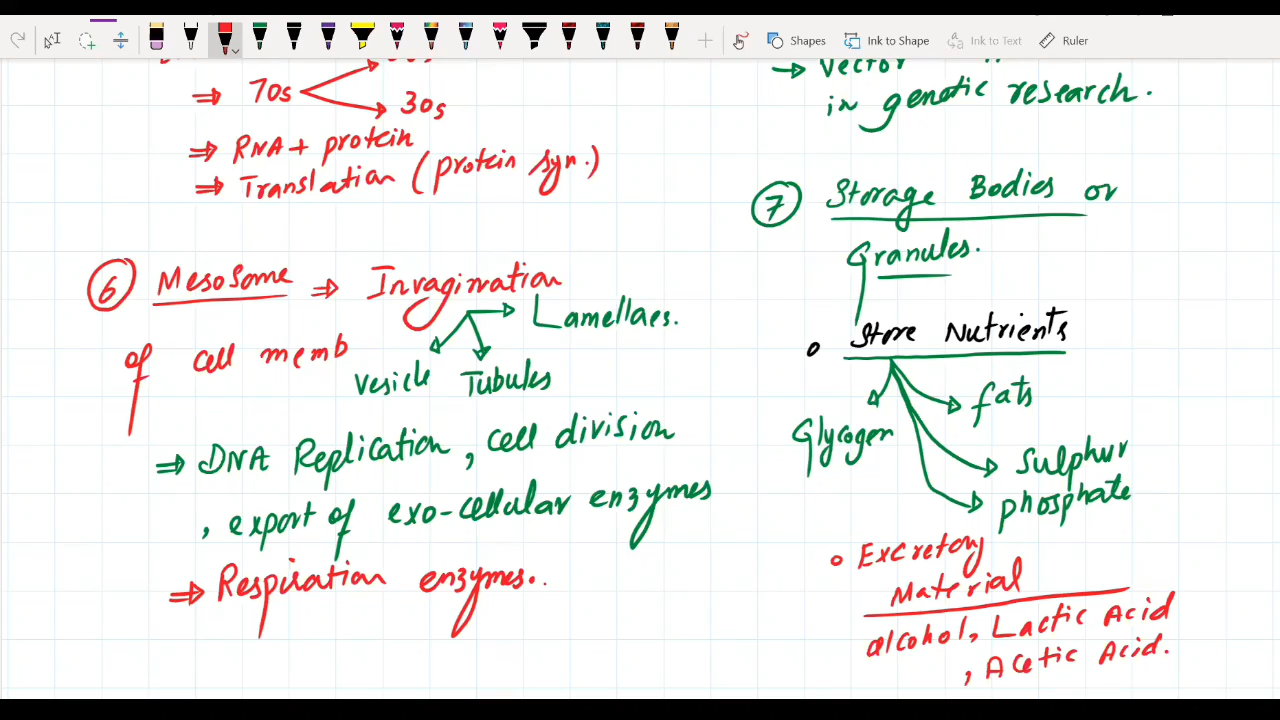 Shapes
Ink to Shape
Ink to Text
Ruler
⇒ 70s
30s
⇒ RNA + protein
⇒ Translation (protein syn.)
⑥ Mesosome ⇒ Invagination
of cell memb
Lamellaes.
Vesicle Tubules
⇒ DNA Replication, cell division
, export of exo-cellular enzymes
⇒ Respiration enzymes..
→ Vector
in genetic research.
⑦ Storage Bodies or
Granules.
o Store Nutrients
fats
Glycogen
Sulphur
phosphate
o Excretory
Material
alcohol, Lactic Acid
, Acetic Acid.